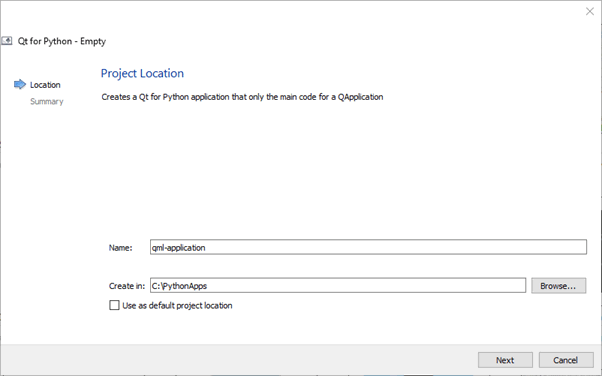 Qt for Python - Empty
Location
Summary
Project Location
Creates a Qt for Python application that only the main code for a QApplication
Name: qml-application
Create in: C:\PythonApps Browse...
Use as default project location
Next Cancel